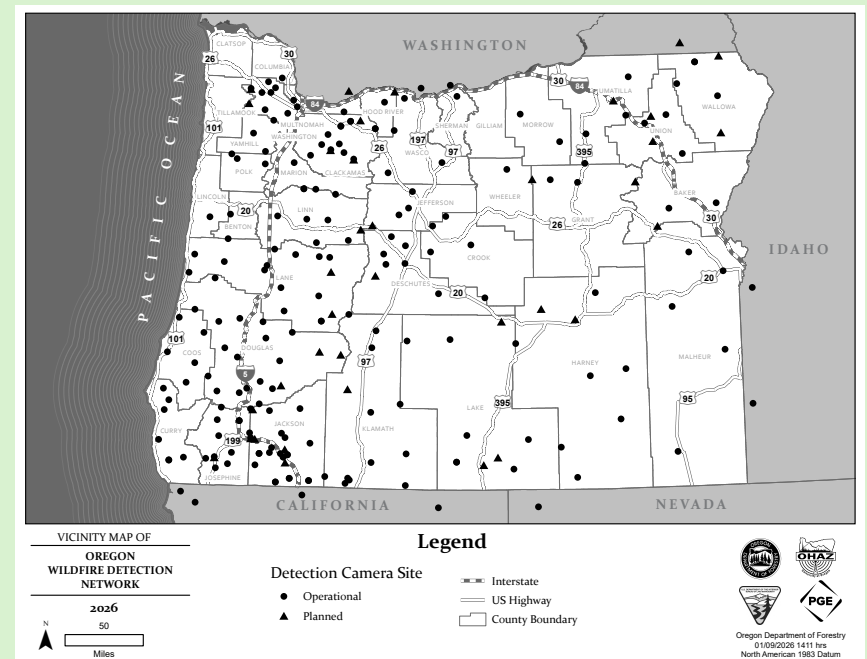 WASHINGTON
CLATSOP
30
26
COLUMBIA
30
84
UMATILLA
WALLOWA
84
TILLAMOOK
HOOD RIVER
MULTNOMAH
101
WASHINGTON
SHERMAN
GILLIAM
MORROW
UNION
197
YAMHILL
26
WASCO
97
395
POLK
MARION
CLACKAMAS
BAKER
WHEELER
LINCOLN
20
LINN
JEFFERSON
30
BENTON
26
GRANT
IDAHO
PACIFIC OCEAN
CROOK
LANE
20
DESCHUTES
20
101
DOUGLAS
COOS
97
HARNEY
MALHEUR
5
395
95
LAKE
CURRY
JACKSON
KLAMATH
199
JOSEPHINE
CALIFORNIA
NEVADA
VICINITY MAP OF
OREGON
WILDFIRE DETECTION
NETWORK
2026
N
50
Miles
Legend
Detection Camera Site
Operational
Planned
Interstate
US Highway
County Boundary
OHAZ
PGE
Oregon Department of Forestry
01/09/2026 1411 hrs
North American 1983 Datum